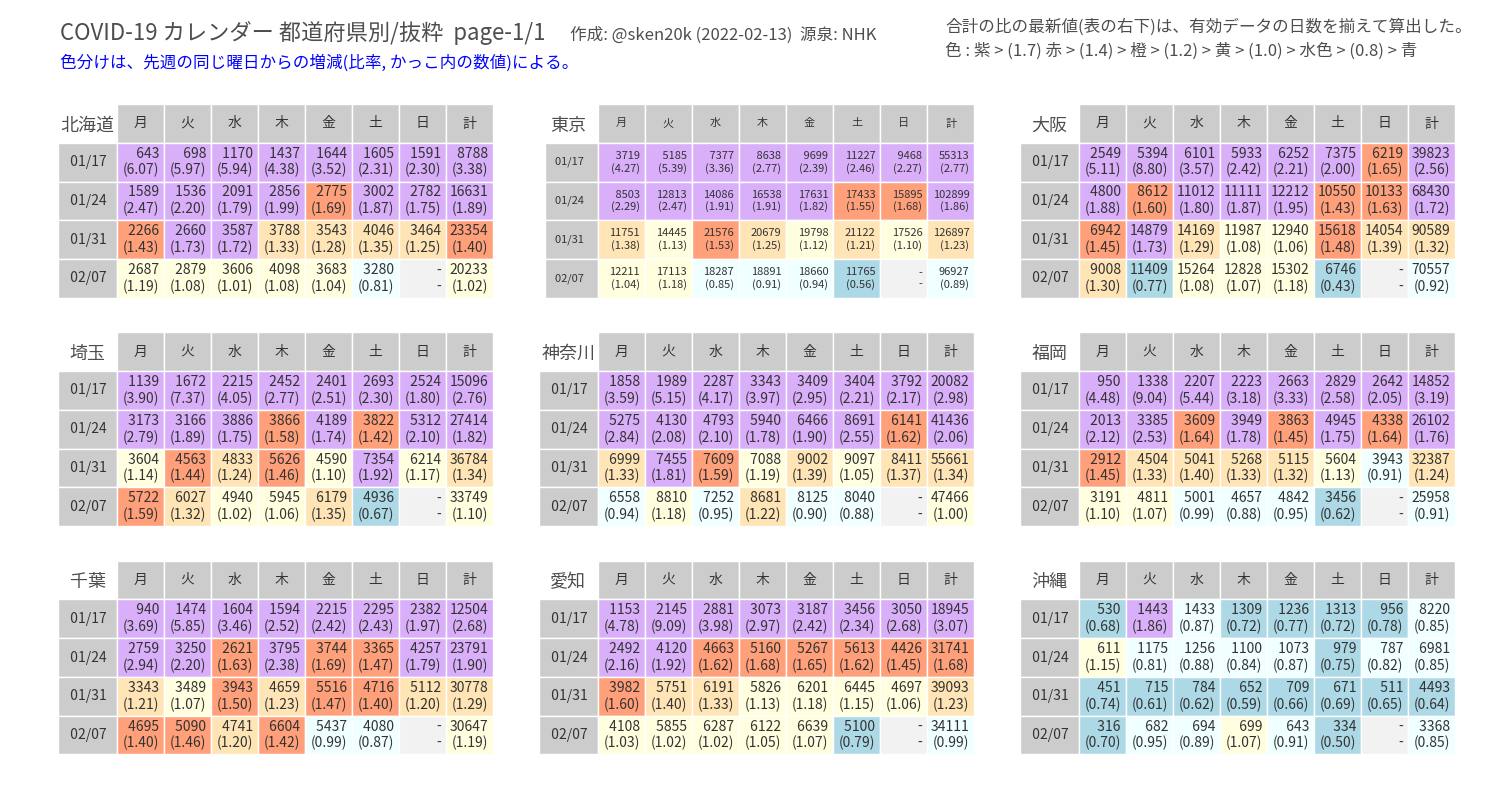 COVID-19 カレンダー 都道府県別/抜粋 page-1/1 作成: @sken20k (2022-02-13) 源泉: NHK
合計の比の最新値(表の右下)は、有効データの日数を揃えて算出した。
色 : 紫 > (1.7) 赤 > (1.4) > 橙 > (1.2) > 黄 > (1.0) > 水色 > (0.8) > 青
色分けは、先週の同じ曜日からの増減(比率, かっこ内の数値)による。
北海道 月 火 水 木 金 土 日 計
01/17 643 698 1170 1437 1644 1605 1591 8788
(6.07) (5.97) (5.94) (4.38) (3.52) (2.31) (2.30) (3.38)
01/24 1589 1536 2091 2856 2775 3002 2782 16631
(2.47) (2.20) (1.79) (1.99) (1.69) (1.87) (1.75) (1.89)
01/31 2266 2660 3587 3788 3543 4046 3464 23354
(1.43) (1.73) (1.72) (1.33) (1.28) (1.35) (1.25) (1.40)
02/07 2687 2879 3606 4098 3683 3280 - 20233
(1.19) (1.08) (1.01) (1.08) (1.04) (0.81) - (1.02)
東京 月 火 水 木 金 土 日 計
01/17 3719 5185 7377 8638 9699 11227 9468 55313
(4.27) (5.39) (3.36) (2.77) (2.39) (2.46) (2.27) (2.77)
01/24 8503 12813 14086 16538 17631 17433 15895 102899
(2.29) (2.47) (1.91) (1.91) (1.82) (1.55) (1.68) (1.86)
01/31 11751 14445 21576 20679 19798 21122 17526 126897
(1.38) (1.13) (1.53) (1.25) (1.12) (1.21) (1.10) (1.23)
02/07 12211 17113 18287 18891 18660 11765 - 96927
(1.04) (1.18) (0.85) (0.91) (0.94) (0.56) - (0.89)
大阪 月 火 水 木 金 土 日 計
01/17 2549 5394 6101 5933 6252 7375 6219 39823
(5.11) (8.80) (3.57) (2.42) (2.21) (2.00) (1.65) (2.56)
01/24 4800 8612 11012 11111 12212 10550 10133 68430
(1.88) (1.60) (1.80) (1.87) (1.95) (1.43) (1.63) (1.72)
01/31 6942 14879 14169 11987 12940 15618 14054 90589
(1.45) (1.73) (1.29) (1.08) (1.06) (1.48) (1.39) (1.32)
02/07 9008 11409 15264 12828 15302 6746 - 70557
(1.30) (0.77) (1.08) (1.07) (1.18) (0.43) - (0.92)
埼玉 月 火 水 木 金 土 日 計
01/17 1139 1672 2215 2452 2401 2693 2524 15096
(3.90) (7.37) (4.05) (2.77) (2.51) (2.30) (1.80) (2.76)
01/24 3173 3166 3886 3866 4189 3822 5312 27414
(2.79) (1.89) (1.75) (1.58) (1.74) (1.42) (2.10) (1.82)
01/31 3604 4563 4833 5626 4590 7354 6214 36784
(1.14) (1.44) (1.24) (1.46) (1.10) (1.92) (1.17) (1.34)
02/07 5722 6027 4940 5945 6179 4936 - 33749
(1.59) (1.32) (1.02) (1.06) (1.35) (0.67) - (1.10)
神奈川 月 火 水 木 金 土 日 計
01/17 1858 1989 2287 3343 3409 3404 3792 20082
(3.59) (5.15) (4.17) (3.97) (2.95) (2.21) (2.17) (2.98)
01/24 5275 4130 4793 5940 6466 8691 6141 41436
(2.84) (2.08) (2.10) (1.78) (1.90) (2.55) (1.62) (2.06)
01/31 6999 7455 7609 7088 9002 9097 8411 55661
(1.33) (1.81) (1.59) (1.19) (1.39) (1.05) (1.37) (1.34)
02/07 6558 8810 7252 8681 8125 8040 - 47466
(0.94) (1.18) (0.95) (1.22) (0.90) (0.88) - (1.00)
福岡 月 火 水 木 金 土 日 計
01/17 950 1338 2207 2223 2663 2829 2642 14852
(4.48) (9.04) (5.44) (3.18) (3.33) (2.58) (2.05) (3.19)
01/24 2013 3385 3609 3949 3863 4945 4338 26102
(2.12) (2.53) (1.64) (1.78) (1.45) (1.75) (1.64) (1.76)
01/31 2912 4504 5041 5268 5115 5604 3943 32387
(1.45) (1.33) (1.40) (1.33) (1.32) (1.13) (0.91) (1.24)
02/07 3191 4811 5001 4657 4842 3456 - 25958
(1.10) (1.07) (0.99) (0.88) (0.95) (0.62) - (0.91)
千葉 月 火 水 木 金 土 日 計
01/17 940 1474 1604 1594 2215 2295 2382 12504
(3.69) (5.85) (3.46) (2.52) (2.42) (2.43) (1.97) (2.68)
01/24 2759 3250 2621 3795 3744 3365 4257 23791
(2.94) (2.20) (1.63) (2.38) (1.69) (1.47) (1.79) (1.90)
01/31 3343 3489 3943 4659 5516 4716 5112 30778
(1.21) (1.07) (1.50) (1.23) (1.47) (1.40) (1.20) (1.29)
02/07 4695 5090 4741 6604 5437 4080 - 30647
(1.40) (1.46) (1.20) (1.42) (0.99) (0.87) - (1.19)
愛知 月 火 水 木 金 土 日 計
01/17 1153 2145 2881 3073 3187 3456 3050 18945
(4.78) (9.09) (3.98) (2.97) (2.42) (2.34) (2.68) (3.07)
01/24 2492 4120 4663 5160 5267 5613 4426 31741
(2.16) (1.92) (1.62) (1.68) (1.65) (1.62) (1.45) (1.68)
01/31 3982 5751 6191 5826 6201 6445 4697 39093
(1.60) (1.40) (1.33) (1.13) (1.18) (1.15) (1.06) (1.23)
02/07 4108 5855 6287 6122 6639 5100 - 34111
(1.03) (1.02) (1.02) (1.05) (1.07) (0.79) - (0.99)
沖縄 月 火 水 木 金 土 日 計
01/17 530 1443 1433 1309 1236 1313 956 8220
(0.68) (1.86) (0.87) (0.72) (0.77) (0.72) (0.78) (0.85)
01/24 611 1175 1256 1100 1073 979 787 6981
(1.15) (0.81) (0.88) (0.84) (0.87) (0.75) (0.82) (0.85)
01/31 451 715 784 652 709 671 511 4493
(0.74) (0.61) (0.62) (0.59) (0.66) (0.69) (0.65) (0.64)
02/07 316 682 694 699 643 334 - 3368
(0.70) (0.95) (0.89) (1.07) (0.91) (0.50) - (0.85)